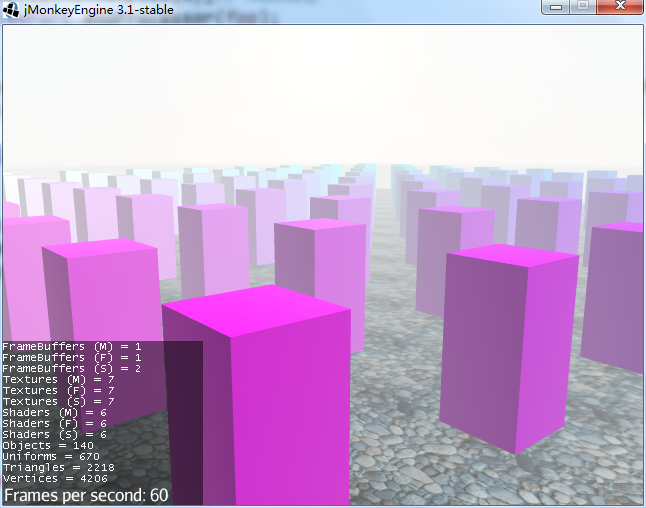 jMonkeyEngine 3.1-stable
FrameBuffers (M) = 1
FrameBuffers (F) = 1
FrameBuffers (S) = 2
Textures (M) = 7
Textures (F) = 7
Textures (S) = 7
Shaders (M) = 6
Shaders (F) = 6
Shaders (S) = 6
Objects = 140
Uniforms = 670
Triangles = 2218
Vertices = 4206
Frames per second: 60